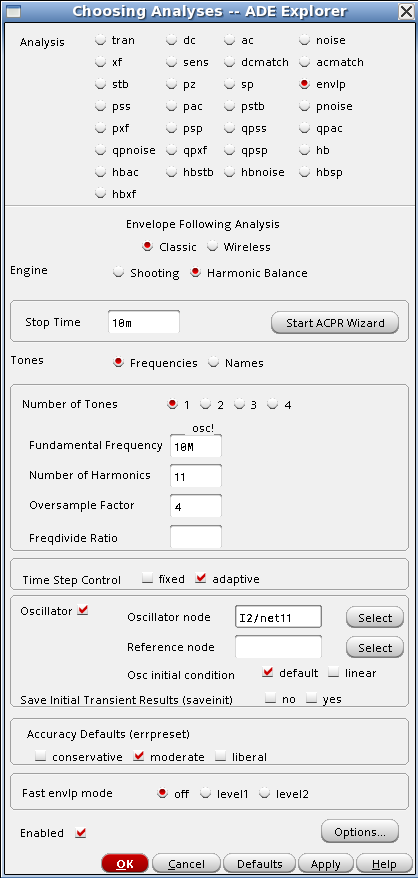 Choosing Analyses -- ADE Explorer
Analysis tran dc ac noise
xf sens dcmatch acmatch
stb pz sp envlp
pss pac pstb pnoise
pxf psp qpss qpac
qpnoise qpxf qpsp hb
hbac hbstb hbnoise hbsp
hbxf
Envelope Following Analysis
Classic Wireless
Engine Shooting Harmonic Balance
Stop Time 10m Start ACPR Wizard
Tones Frequencies Names
Number of Tones 1 2 3 4
osc!
Fundamental Frequency 10M
Number of Harmonics 11
Oversample Factor 4
Freqdivide Ratio
Time Step Control fixed adaptive
Oscillator Oscillator node I2/net11 Select
Reference node Select
Osc initial condition default linear
Save Initial Transient Results (saveinit) no yes
Accuracy Defaults (errpreset)
conservative moderate liberal
Fast envlp mode off level1 level2
Enabled Options...
OK Cancel Defaults Apply Help